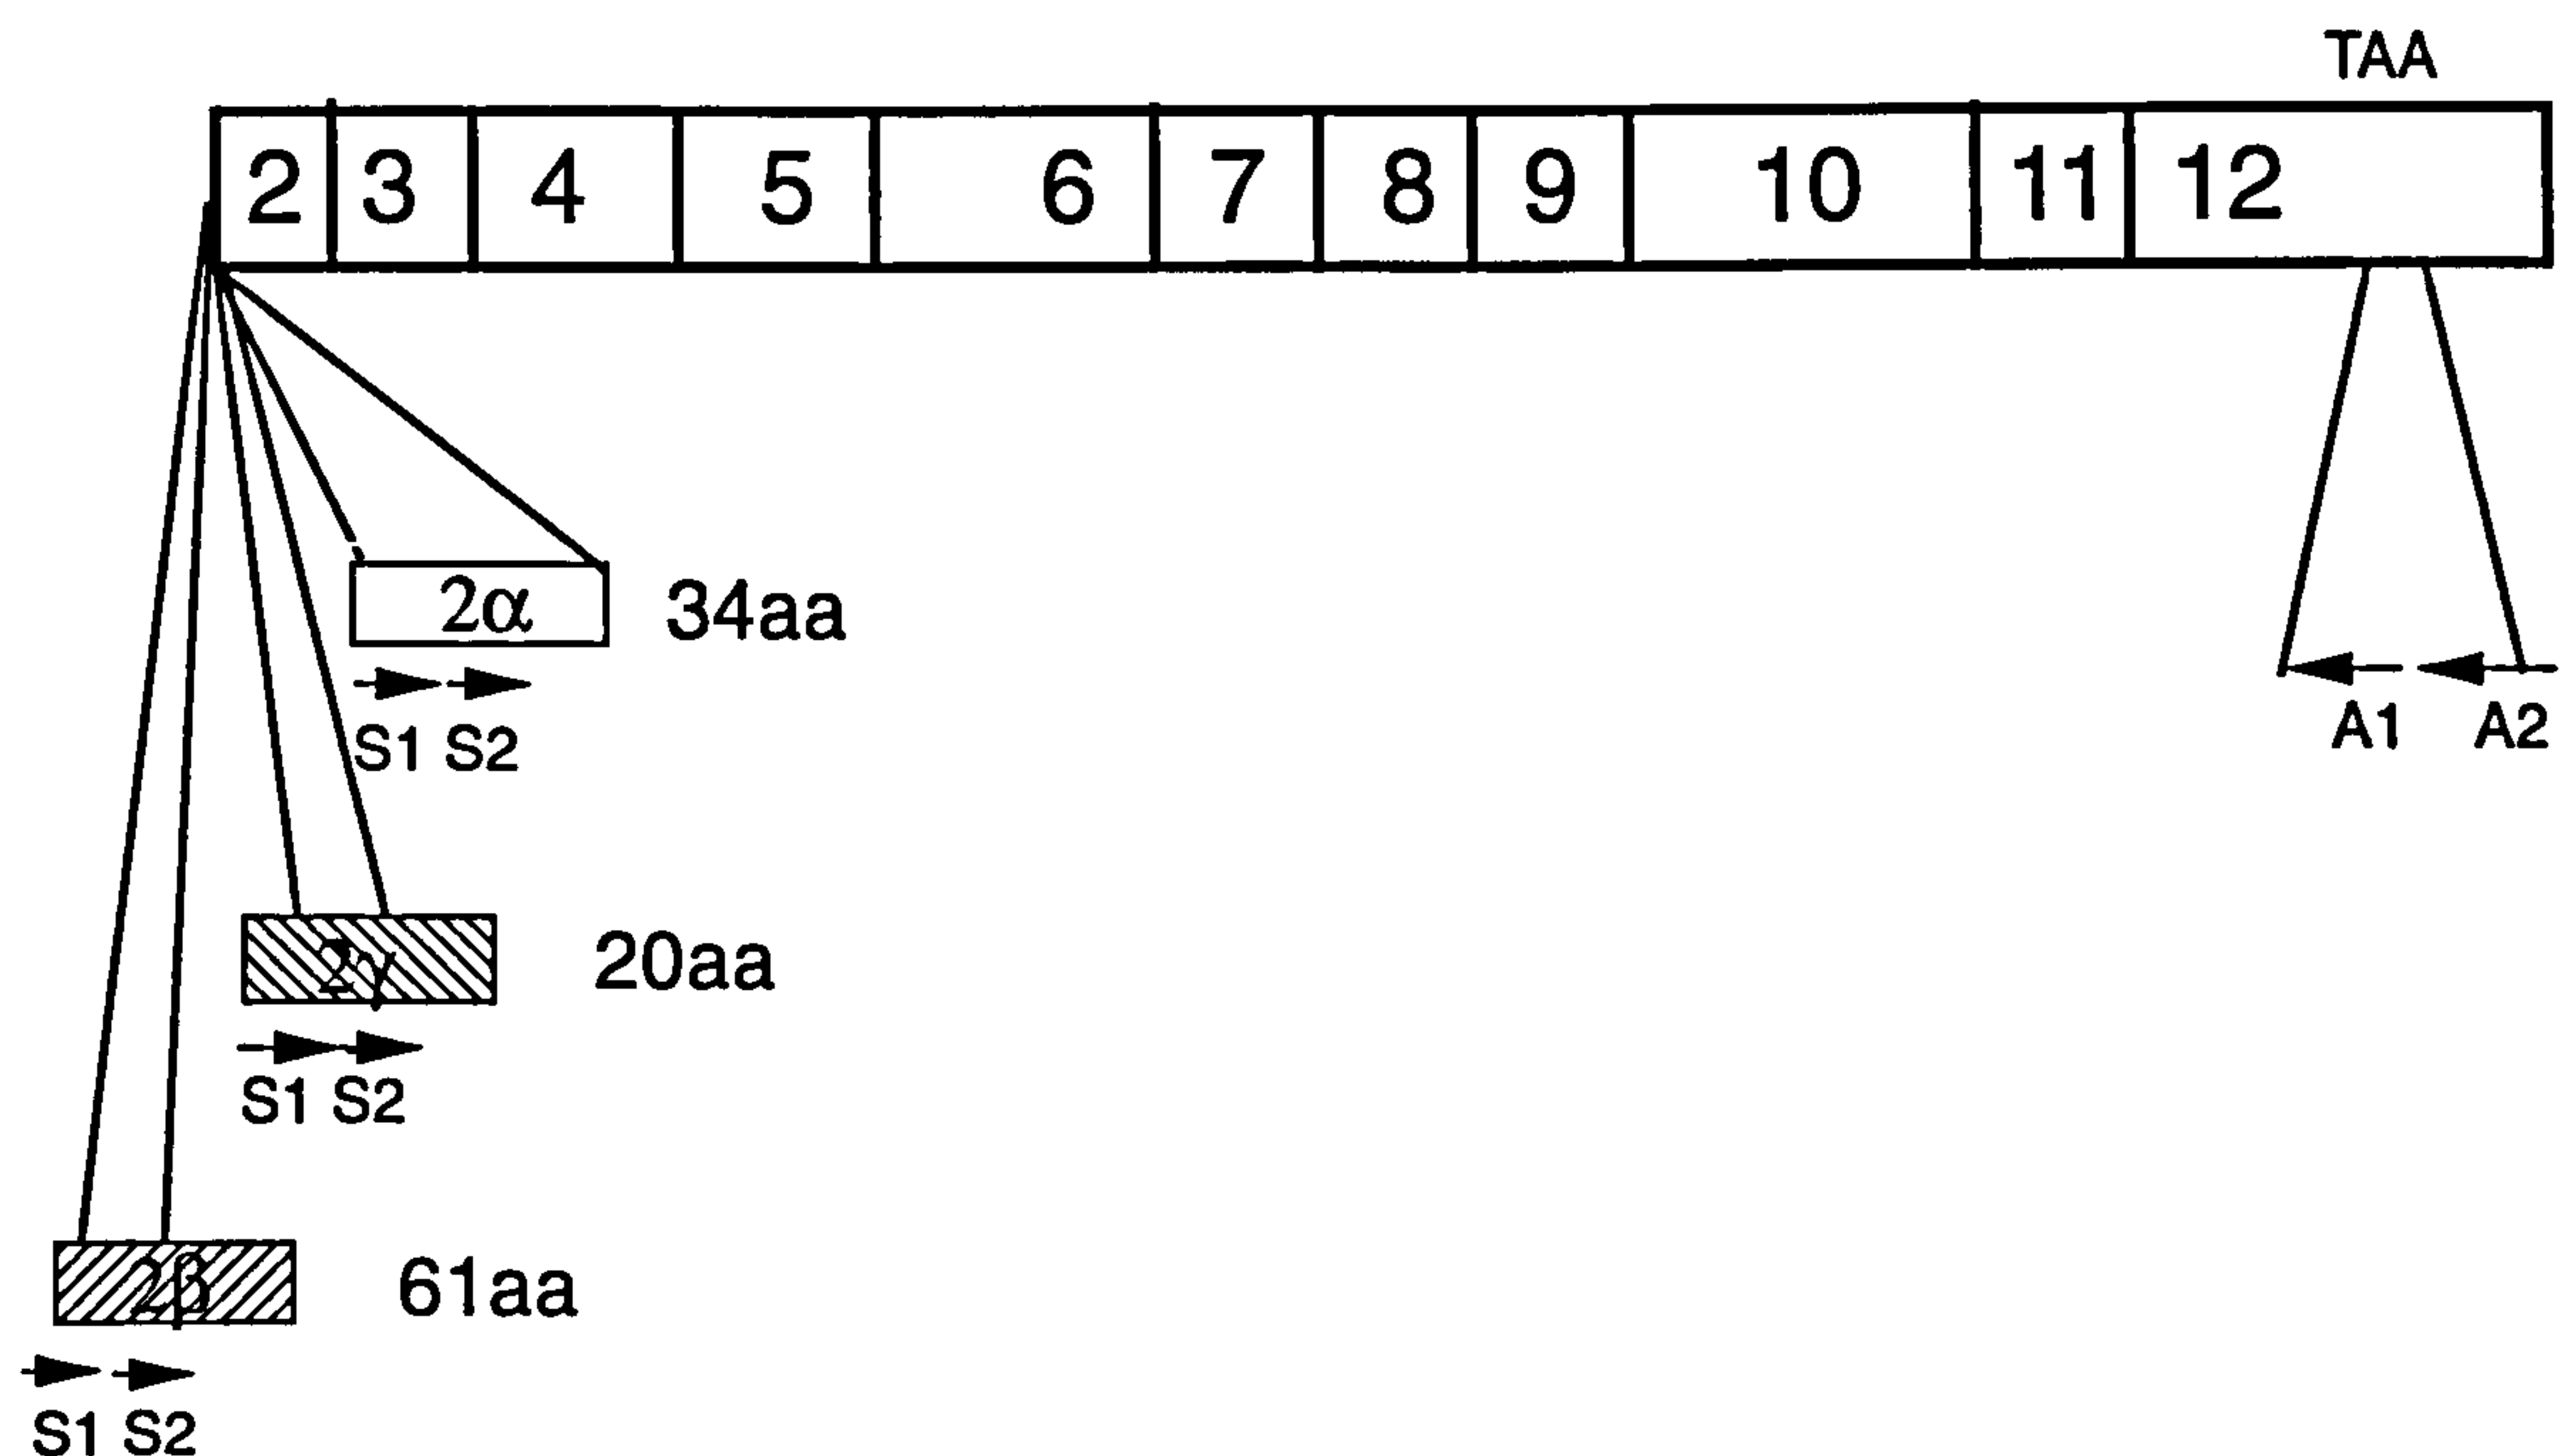 TAA
2 3 4 5 6 7 8 9 10 11 12
2α 34aa
S1 S2
A1 A2
2γ 20aa
S1 S2
2β 61aa
S1 S2